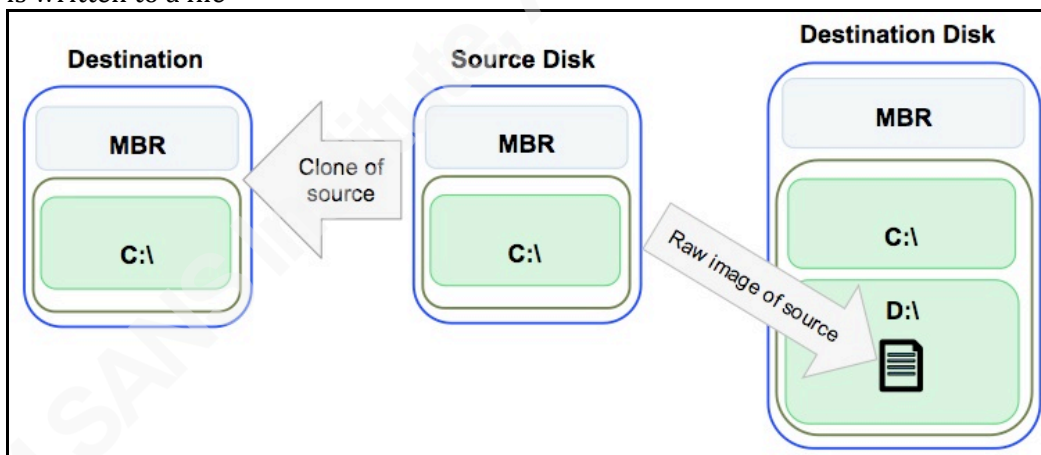 Destination
Source Disk
Destination Disk
MBR
MBR
MBR
Clone of
source
C:\
C:\
C:\
Raw image of source
D:\